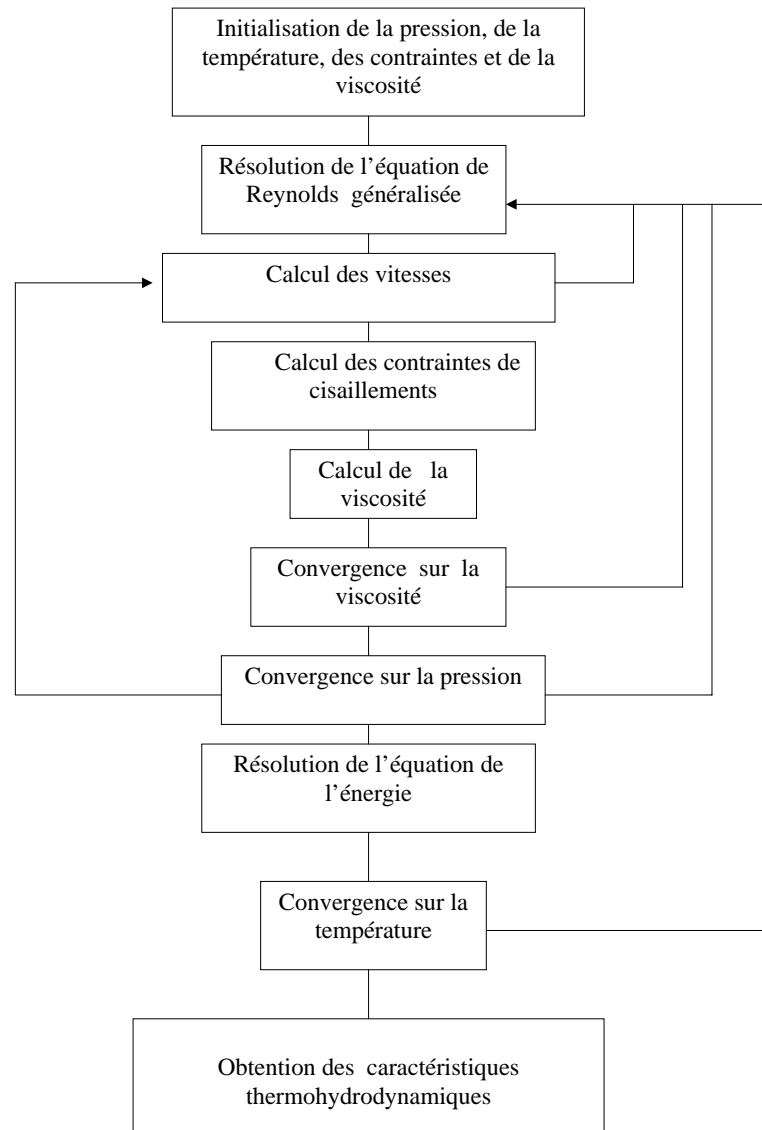 Initialisation de la pression, de la
température, des contraintes et de la
viscosité
Résolution de l’équation de
Reynolds généralisée
Calcul des vitesses
Calcul des contraintes de
cisaillements
Calcul de la
viscosité
Convergence sur la
viscosité
Convergence sur la pression
Résolution de l’équation de
l’énergie
Convergence sur la
température
Obtention des caractéristiques
thermohydrodynamiques